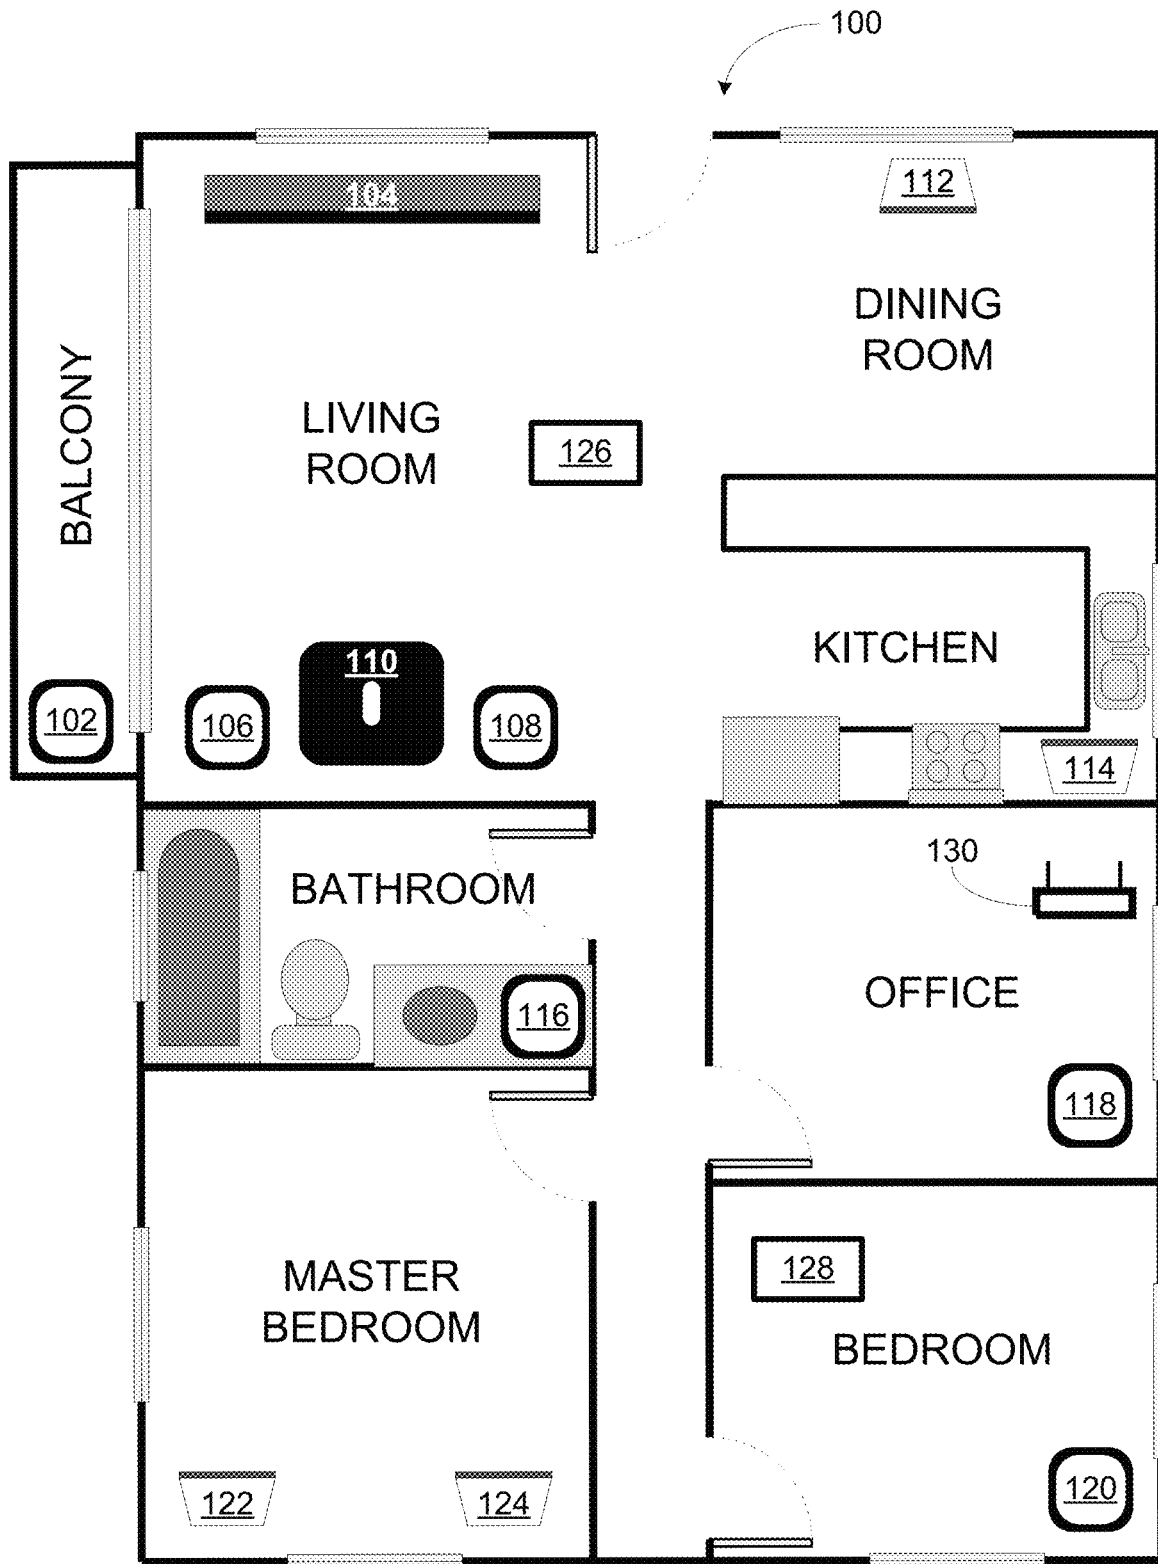 100
104
112
DINING
ROOM
BALCONY
LIVING
ROOM
126
KITCHEN
110
102
106
108
114
130
BATHROOM
OFFICE
116
118
128
MASTER
BEDROOM
BEDROOM
120
122
124